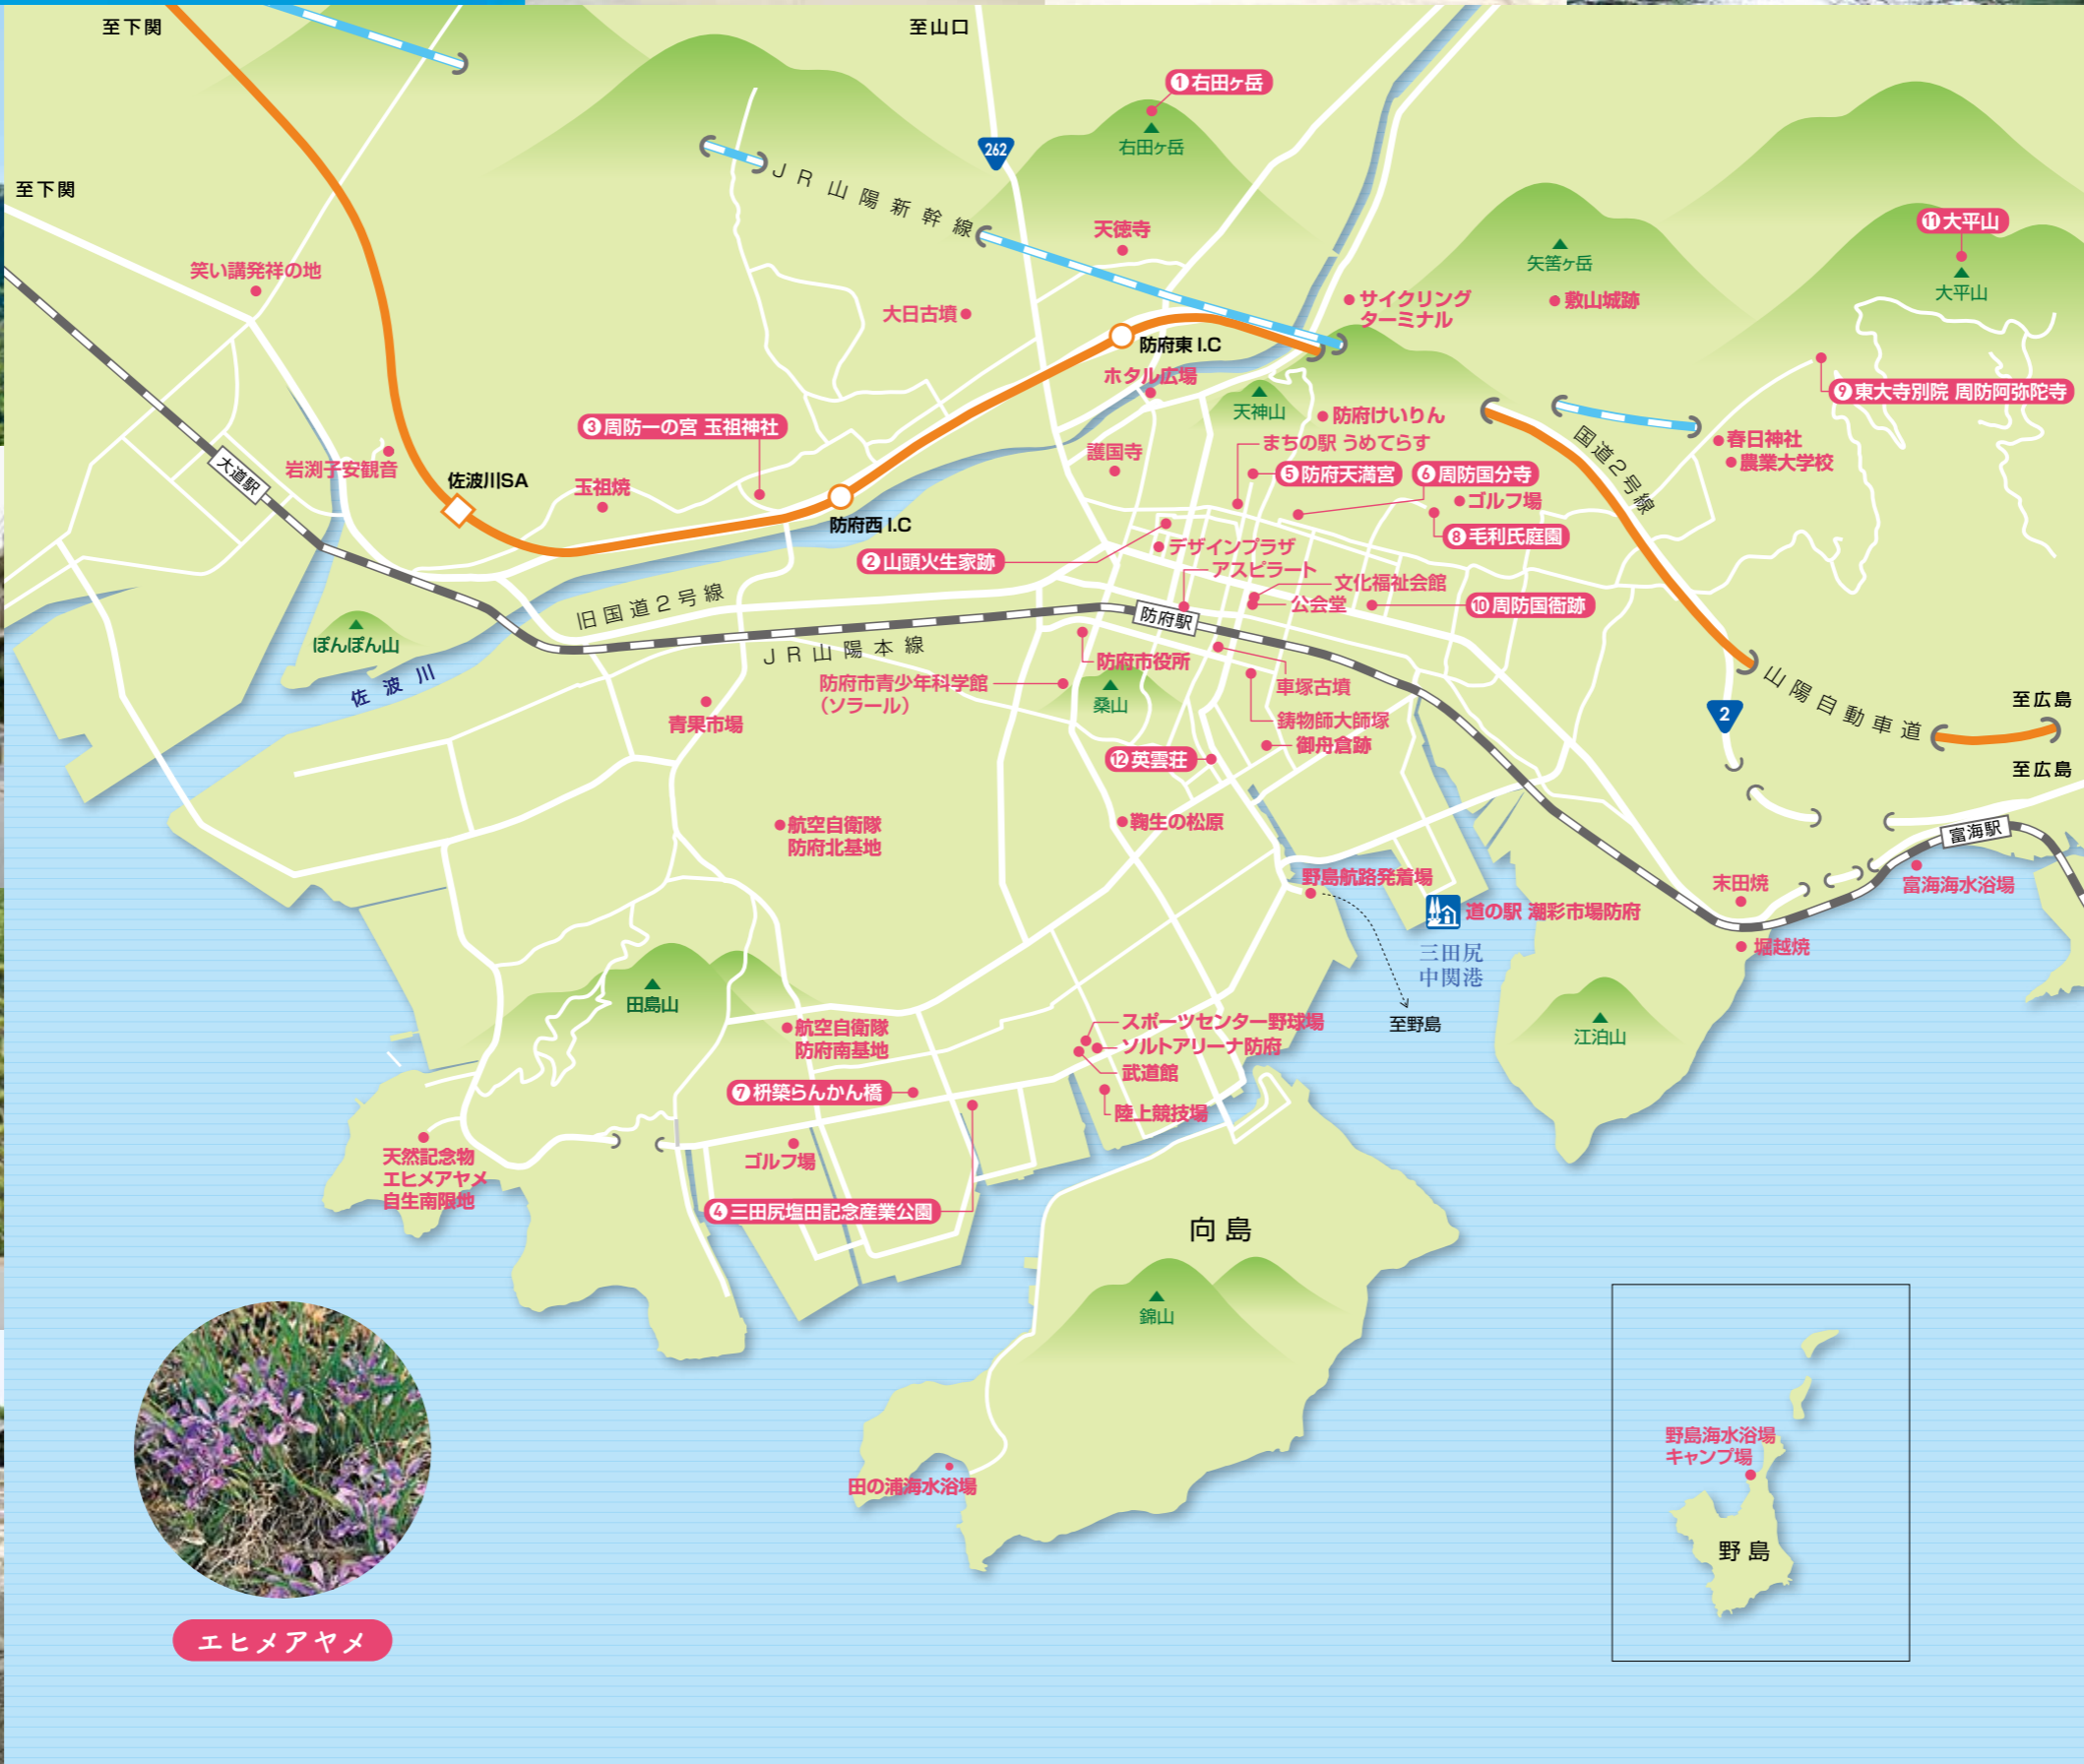 至下関
至山口
①右田ヶ岳
右田ヶ岳
262
JR山陽新幹線
至下関
天徳寺
⑪大平山
大平山
矢筈ヶ岳
笑い講発祥の地
大日古墳
サイクリング
ターミナル
敷山城跡
防府東 I.C
ホタル広場
天神山
防府けいりん
⑨東大寺別院 周防阿弥陀寺
③周防一の宮 玉祖神社
まちの駅 うめてらす
国道2号線
春日神社
農業大学校
岩渕子安観音
大道駅
佐波川SA
玉祖焼
護国寺
⑤防府天満宮
⑥周防国分寺
ゴルフ場
防府西 I.C
⑧毛利氏庭園
②山頭火生家跡
デザインプラザ
アスピラート
文化福祉会館
公会堂
⑩周防国衙跡
旧国道2号線
防府駅
JR山陽本線
ぽんぽん山
佐波川
防府市役所
防府市青少年科学館
（ソラール）
桑山
車塚古墳
鋳物師大師塚
御舟倉跡
青果市場
山陽自動車道
2
至広島
至広島
⑫英雲荘
航空自衛隊
防府北基地
鞠生の松原
富海駅
野島航路発着場
末田焼
富海海水浴場
道の駅 潮彩市場防府
堀越焼
三田尻
中関港
田島山
至野島
江泊山
航空自衛隊
防府南基地
スポーツセンター野球場
ソルトアリーナ防府
武道館
⑦枡築らんかん橋
陸上競技場
天然記念物
エヒメアヤメ
自生南限地
ゴルフ場
④三田尻塩田記念産業公園
向島
錦山
田の浦海水浴場
野島海水浴場
キャンプ場
野島
エヒメアヤメ